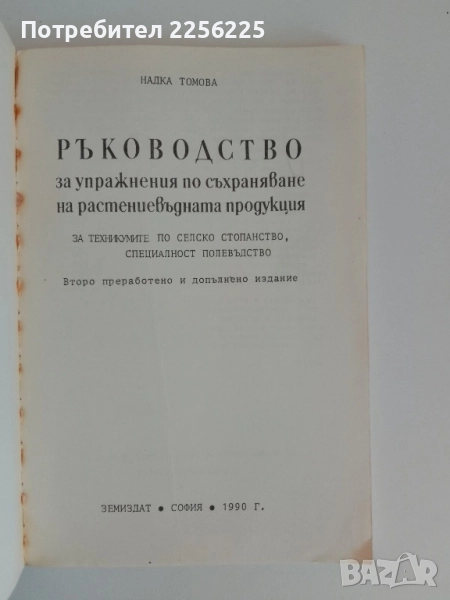 Потребител 2256225
НАДКА ТОМОВА
РЪКОВОДСТВО
за упражнения по съхраняване
на растениевъдната продукция
ЗА ТЕХНИКУМИТЕ ПО СЕЛСКО СТОПАНСТВО,
СПЕЦИАЛНОСТ ПОЛЕВЪДСТВО
Второ преработено и допълнено издание
ЗЕМИЗДАТ ● СОФИЯ ● 1990 Г.
BAZAR